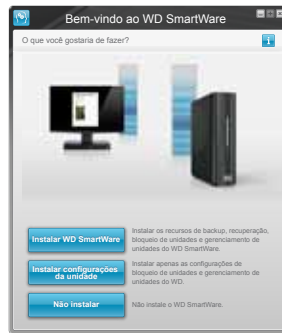 Bem-vindo ao WD SmartWare
O que você gostaria de fazer?
Instalar WD SmartWare
Instalar os recursos de backup, recuperação,
bloqueio de unidades e gerenciamento de
unidades do WD SmartWare.
Instalar configurações
da unidade
Instalar apenas as configurações de
bloqueio de unidades e gerenciamento de
unidades do WD.
Não instalar
Não instale o WD SmartWare.